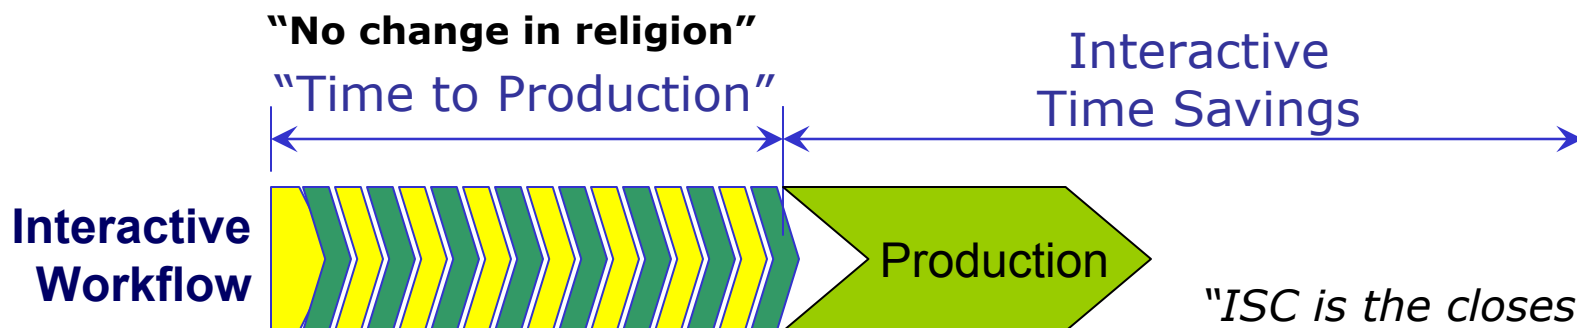 “No change in religion”
“Time to Production”
Interactive
Time Savings
Interactive
Workflow
Production
“ISC is the closes